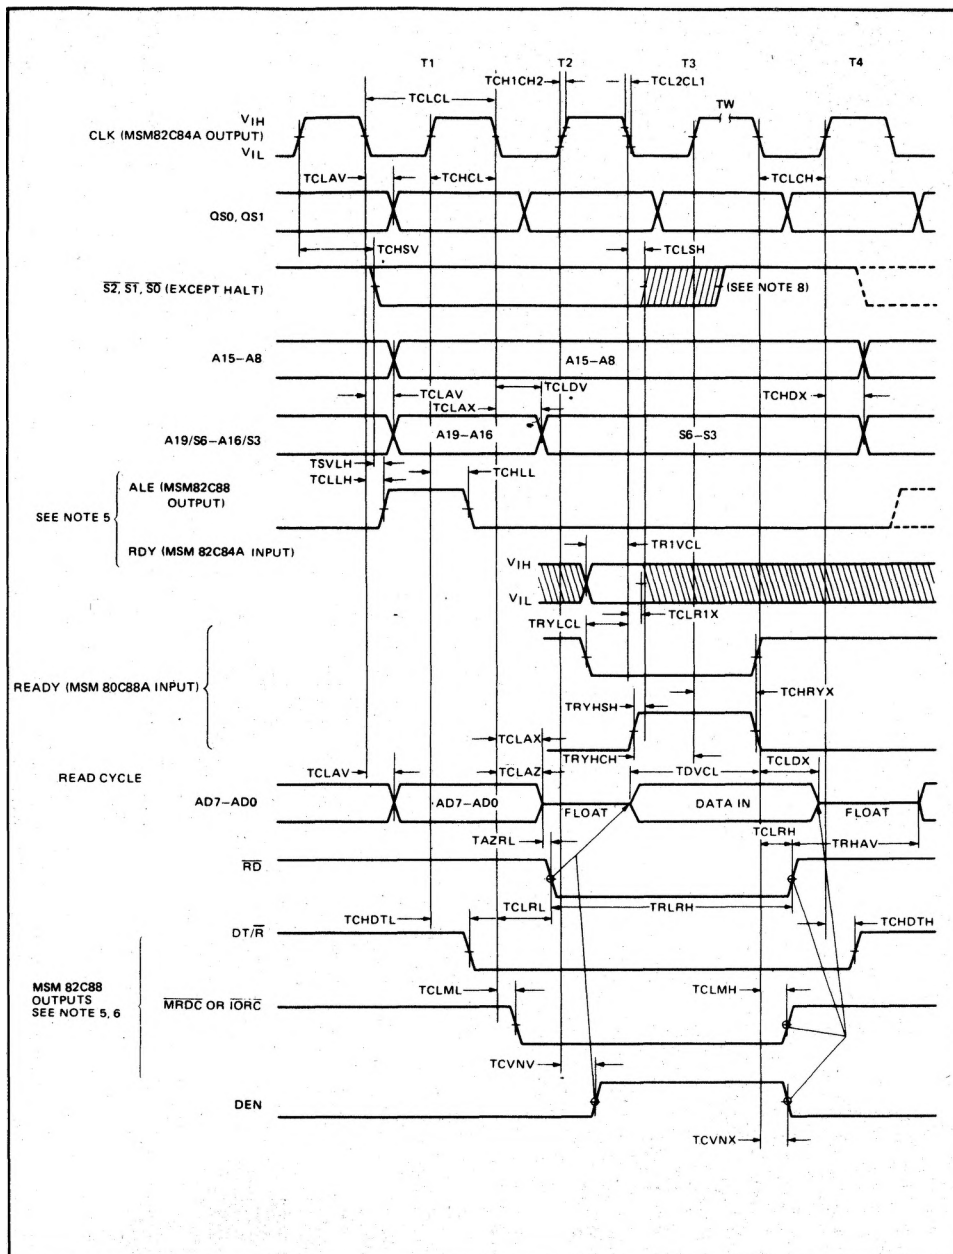 T1 T2 T3 T4
TCH1CH2 TCL2CL1
TCLCL
TW
VIH
CLK (MSM82C84A OUTPUT)
VIL
TCLAV TCHCL TCLCH
QS0, QS1
TCHSV TCLSH
S2, S1, S0 (EXCEPT HALT) (SEE NOTE 8)
A15-A8 A15-A8
TCLAV TCLDV TCHDX
TCLAX
A19/S6-A16/S3 A19-A16 S6-S3
TSVLH TCHLL
TCLLH
ALE (MSM82C88
OUTPUT)
SEE NOTE 5
RDY (MSM 82C84A INPUT)
TR1VCL
VIH
VIL
TCLR1X
TRYLCL
READY (MSM 80C88A INPUT)
TCHRYX
TRYHSH
TCLAX
TRYHCH
READ CYCLE
TCLAV TCLAZ TDVCL TCLDX
AD7-AD0 AD7-AD0 FLOAT DATA IN FLOAT
TAZRL TCLRH TRHAV
RD
TCLRL TRLRH
TCHDTL TCHDTH
DT/R
MSM 82C88
OUTPUTS
SEE NOTE 5, 6
TCLML TCLMH
MRDC OR IORC
TCVNV
DEN
TCVNX